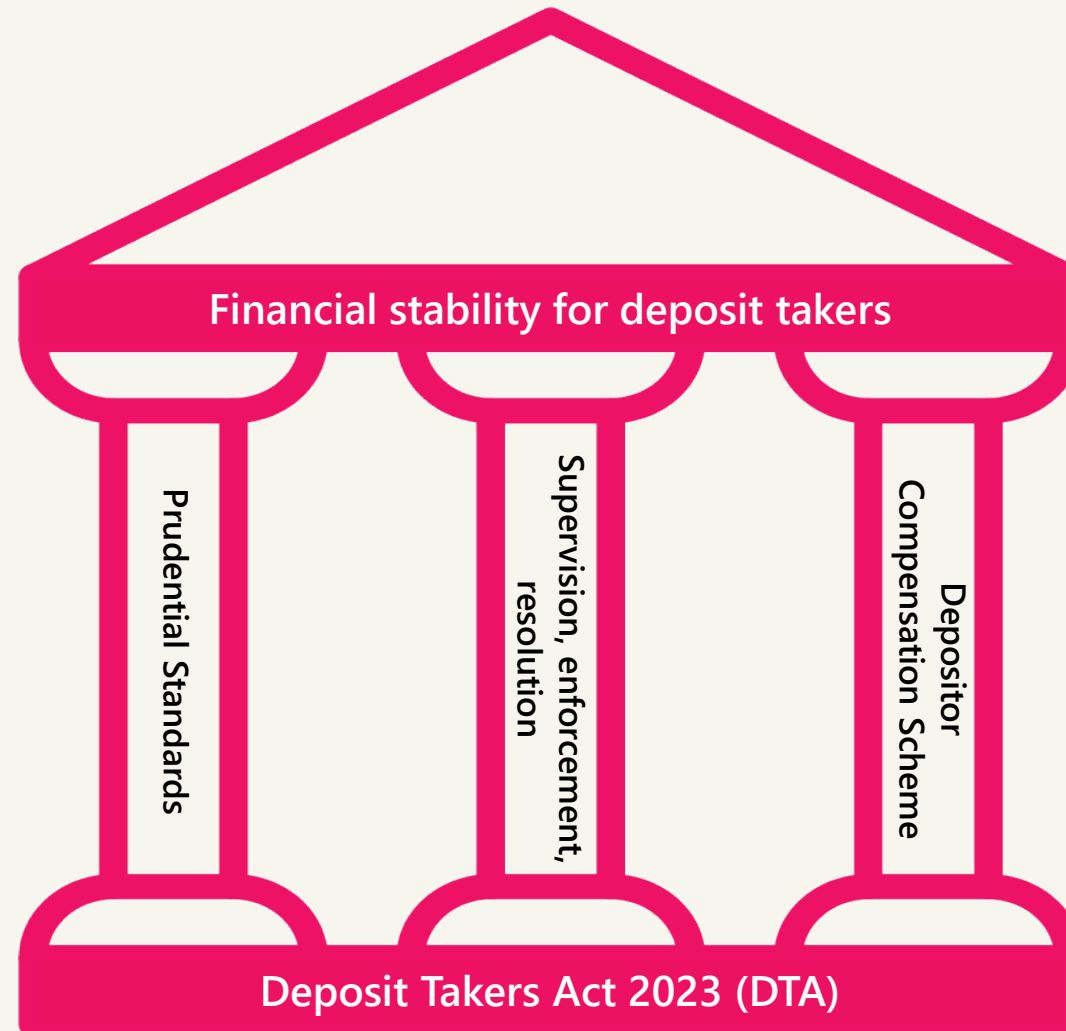 Financial stability for deposit takers
Prudential Standards
Supervision, enforcement,
resolution
Depositor
Compensation Scheme
Deposit Takers Act 2023 (DTA)